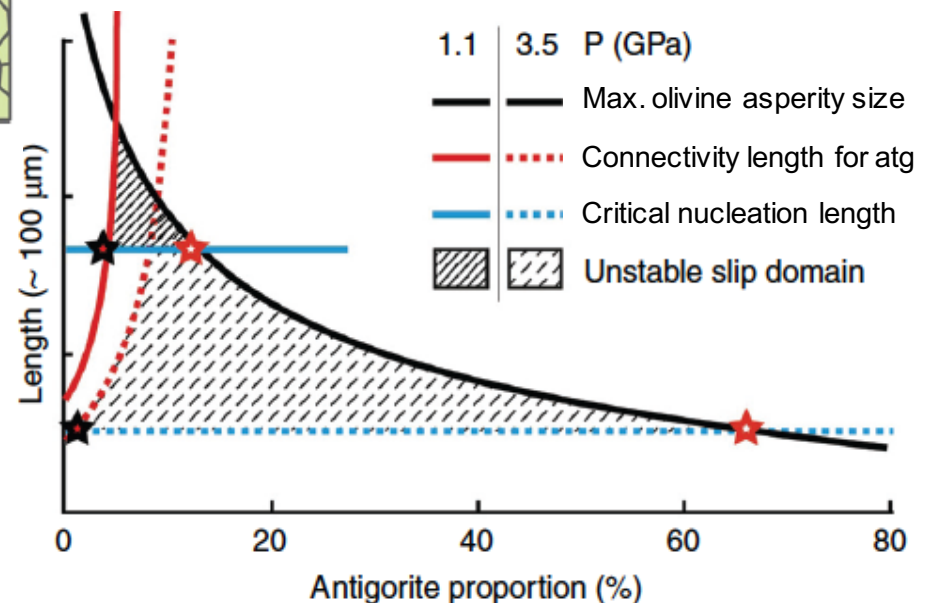 1.1 3.5 P (GPa)
Max. olivine asperity size
Connectivity length for atg
Critical nucleation length
Unstable slip domain
Length (~ 100 µm)
0 20 40 60 80
Antigorite proportion (%)